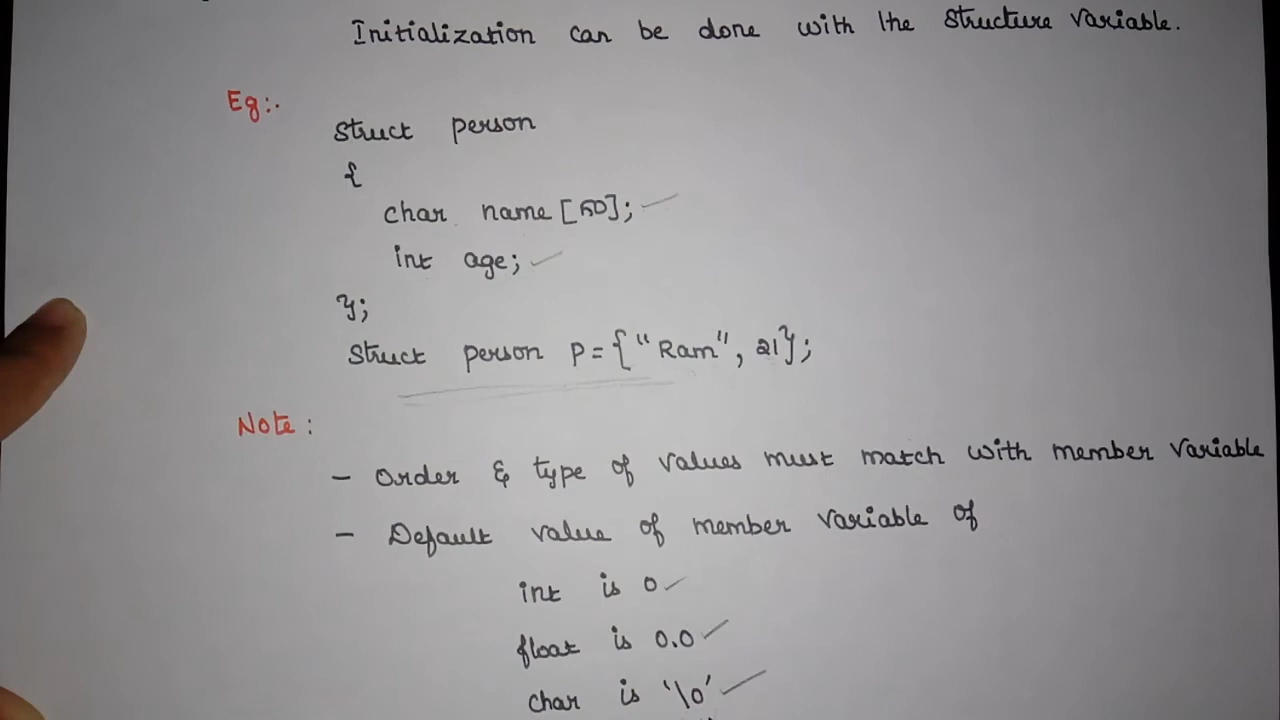 Initialization can be done with the structure variable.
Eg:.
struct person
{
char name [50];
int age;
};
struct person P = {"Ram", 21};
Note:
- Order & type of values must match with member variable
- Default value of member variable of
int is 0
float is 0.0
char is '\0'